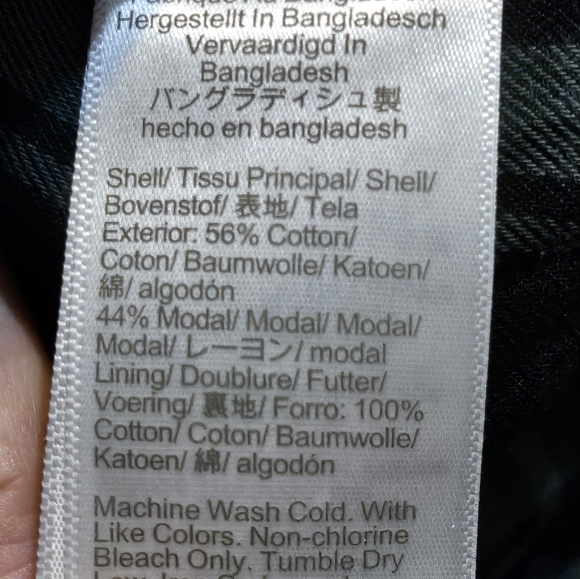 Fabriqué Au Bangladesh
Hergestellt In Bangladesch
Vervaardigd In
Bangladesh
バングラディシュ製
hecho en bangladesh
Shell/ Tissu Principal/ Shell/
Bovenstof/ 表地/ Tela
Exterior: 56% Cotton/
Coton/ Baumwolle/ Katoen/
綿/ algodón
44% Modal/ Modal/ Modal/
Modal/ レーヨン/ modal
Lining/ Doublure/ Futter/
Voering/ 裏地/ Forro: 100%
Cotton/ Coton/ Baumwolle/
Katoen/ 綿/ algodón
Machine Wash Cold. With
Like Colors. Non-chlorine
Bleach Only. Tumble Dry